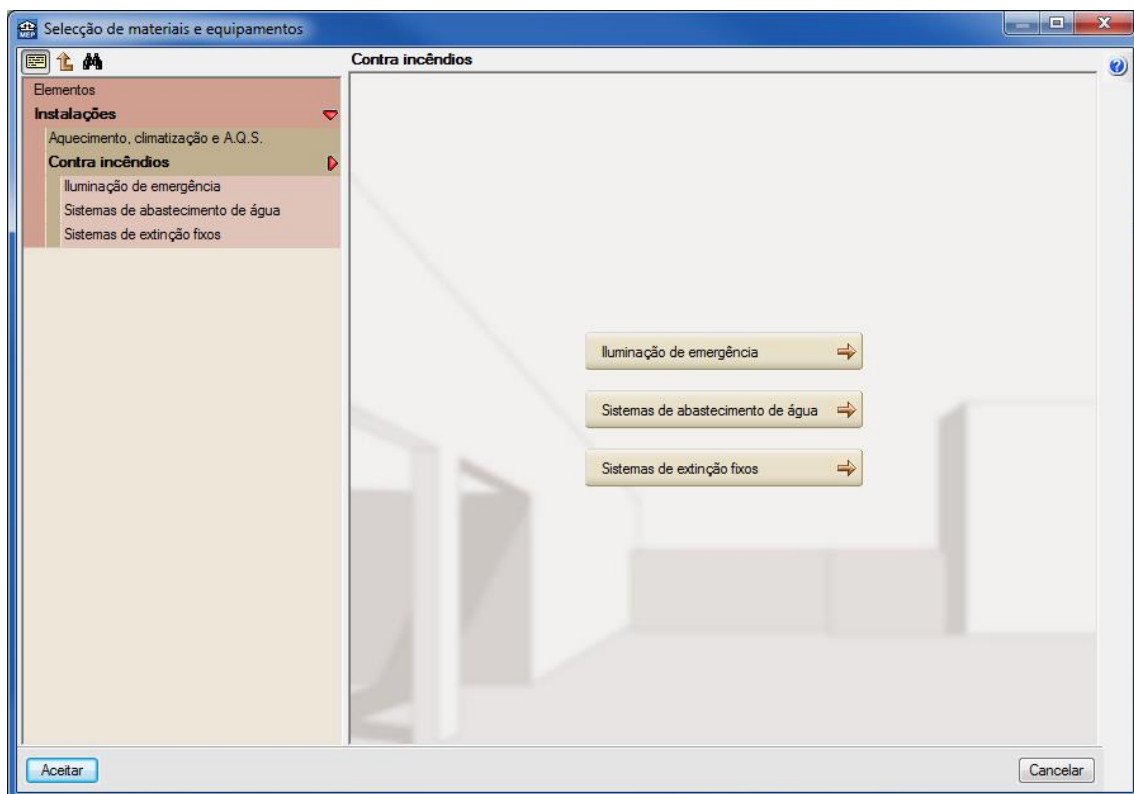 MEP
Selecção de materiais e equipamentos
Contra incêndios
Elementos
Instalações
Aquecimento, climatização e A.Q.S.
Contra incêndios
Iluminação de emergência
Sistemas de abastecimento de água
Sistemas de extinção fixos
Iluminação de emergência
Sistemas de abastecimento de água
Sistemas de extinção fixos
Aceitar
Cancelar